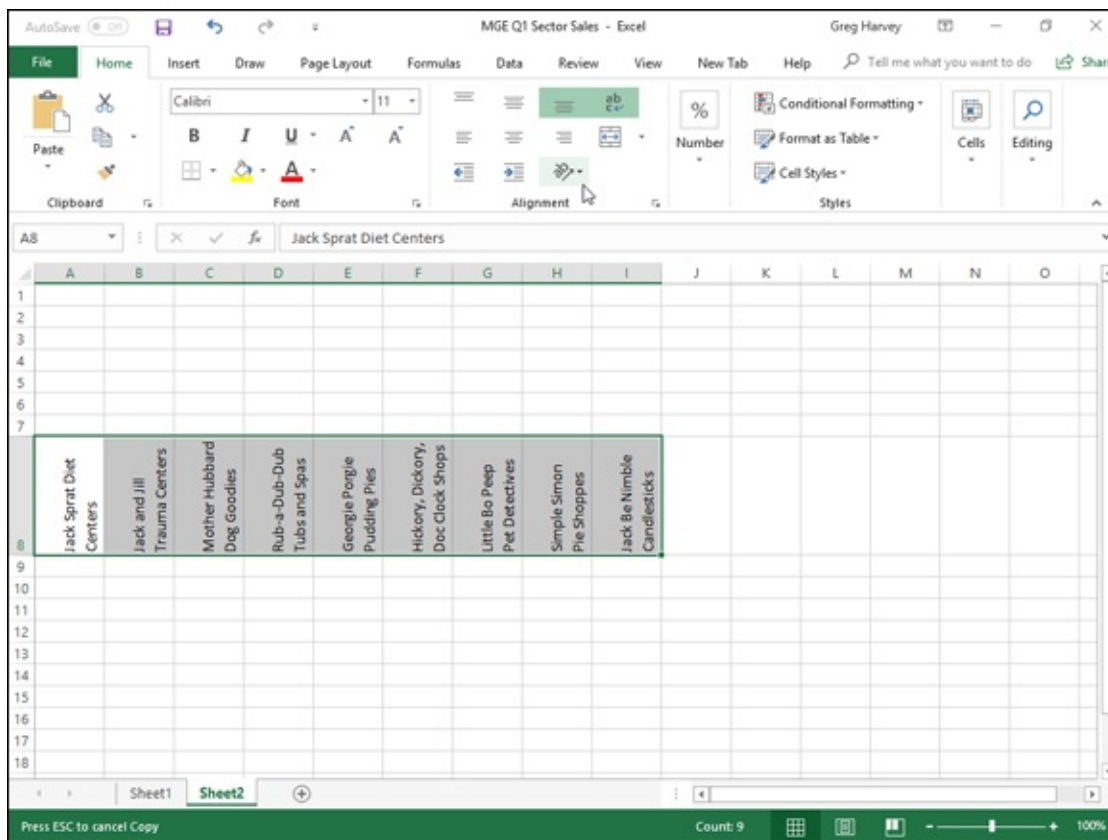 AutoSave Off MGE Q1 Sector Sales - Excel Greg Harvey
File Home Insert Draw Page Layout Formulas Data Review View New Tab Help Tell me what you want to do Shar
Calibri 11 ab % Conditional Formatting
Paste B I U A A Number Format as Table Cells Editing
A Cell Styles
Clipboard Font Alignment Styles
A8 fx Jack Sprat Diet Centers
A B C D E F G H I J K L M N O
1
2
3
4
5
6
7
8
Jack Sprat Diet
Centers
Jack and Jill
Trauma Centers
Mother Hubbard
Dog Goodies
Rub-a-Dub-Dub
Tubs and Spas
Georgie Porgie
Pudding Pies
Hickory, Dickory,
Doc Clock Shops
Little Bo Peep
Pet Detectives
Simple Simon
Pie Shoppes
Jack Be Nimble
Candlesticks
9
10
11
12
13
14
15
16
17
18
Sheet1 Sheet2
Press ESC to cancel Copy Count: 9 100%